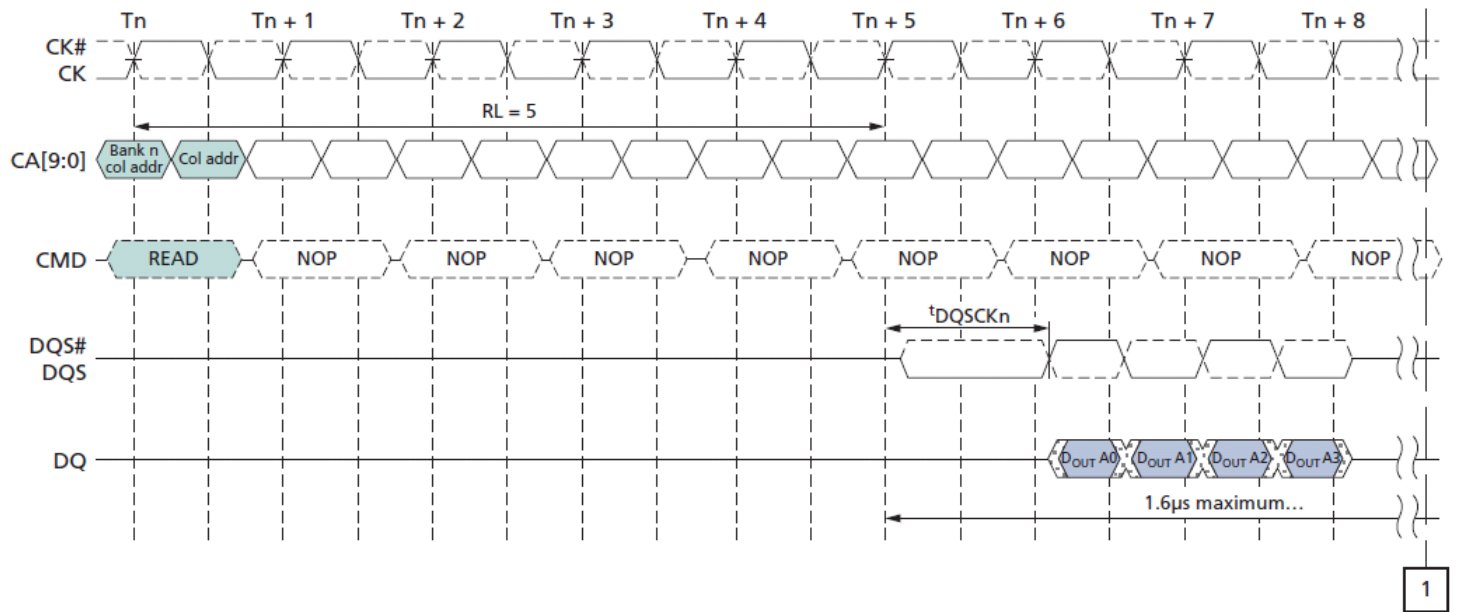 Tn Tn + 1 Tn + 2 Tn + 3 Tn + 4 Tn + 5 Tn + 6 Tn + 7 Tn + 8
CK#
CK
RL = 5
CA[9:0] Bank n col addr Col addr
CMD READ NOP NOP NOP NOP NOP NOP NOP NOP
tDQSCKn
DQS#
DQS
DQ DOUT A0 DOUT A1 DOUT A2 DOUT A3
1.6µs maximum...
1